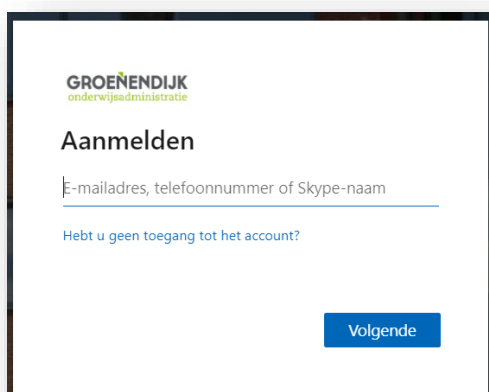 GROENENDIJK
onderwijsadministratie
Aanmelden
E-mailadres, telefoonnummer of Skype-naam
Hebt u geen toegang tot het account?
Volgende